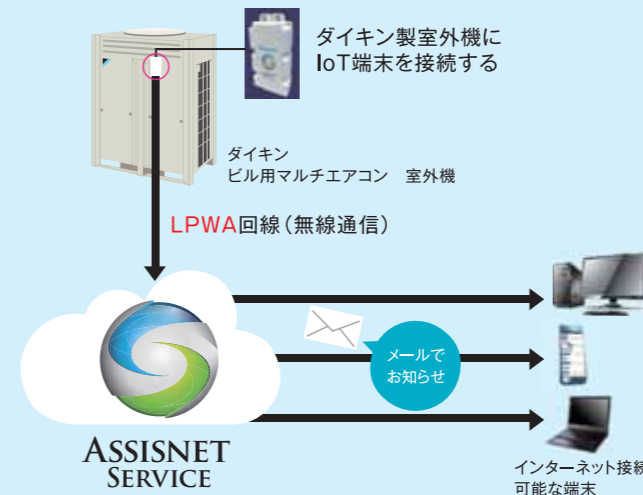 ダイキン製室外機に
IoT端末を接続する
ダイキン
ビル用マルチエアコン　室外機
LPWA回線（無線通信）
メールで
お知らせ
ASSISNET
SERVICE
インターネット接続
可能な端末